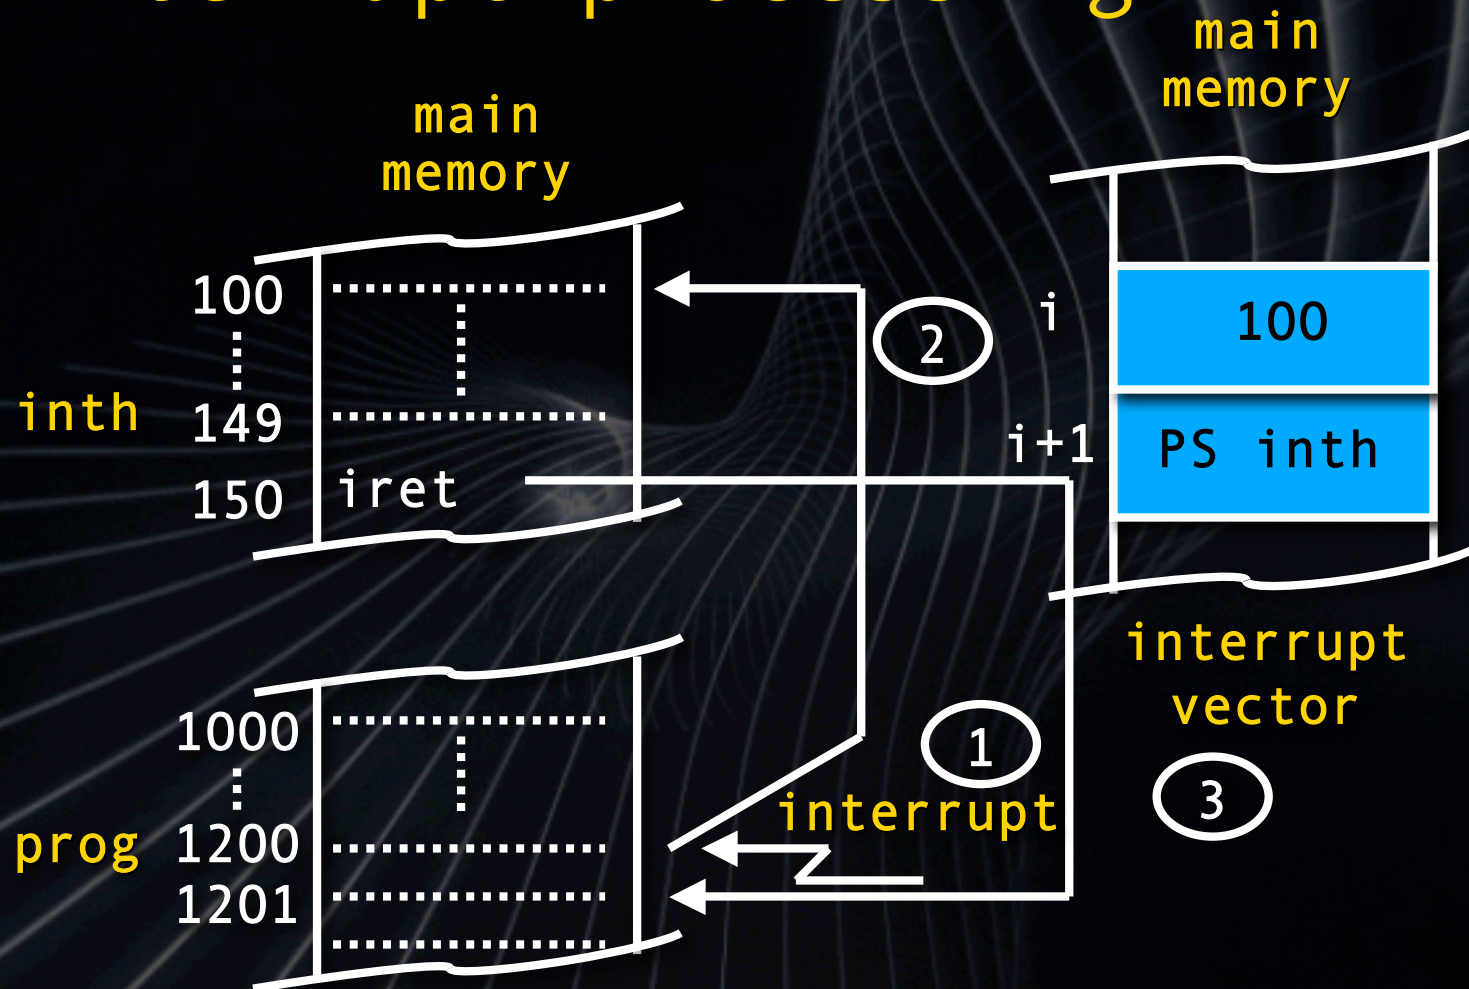 main
memory
100
149
inth
150
iret
1000
1200
prog
1201
2
1
interrupt
main
memory
i
100
i+1
PS inth
interrupt
vector
3